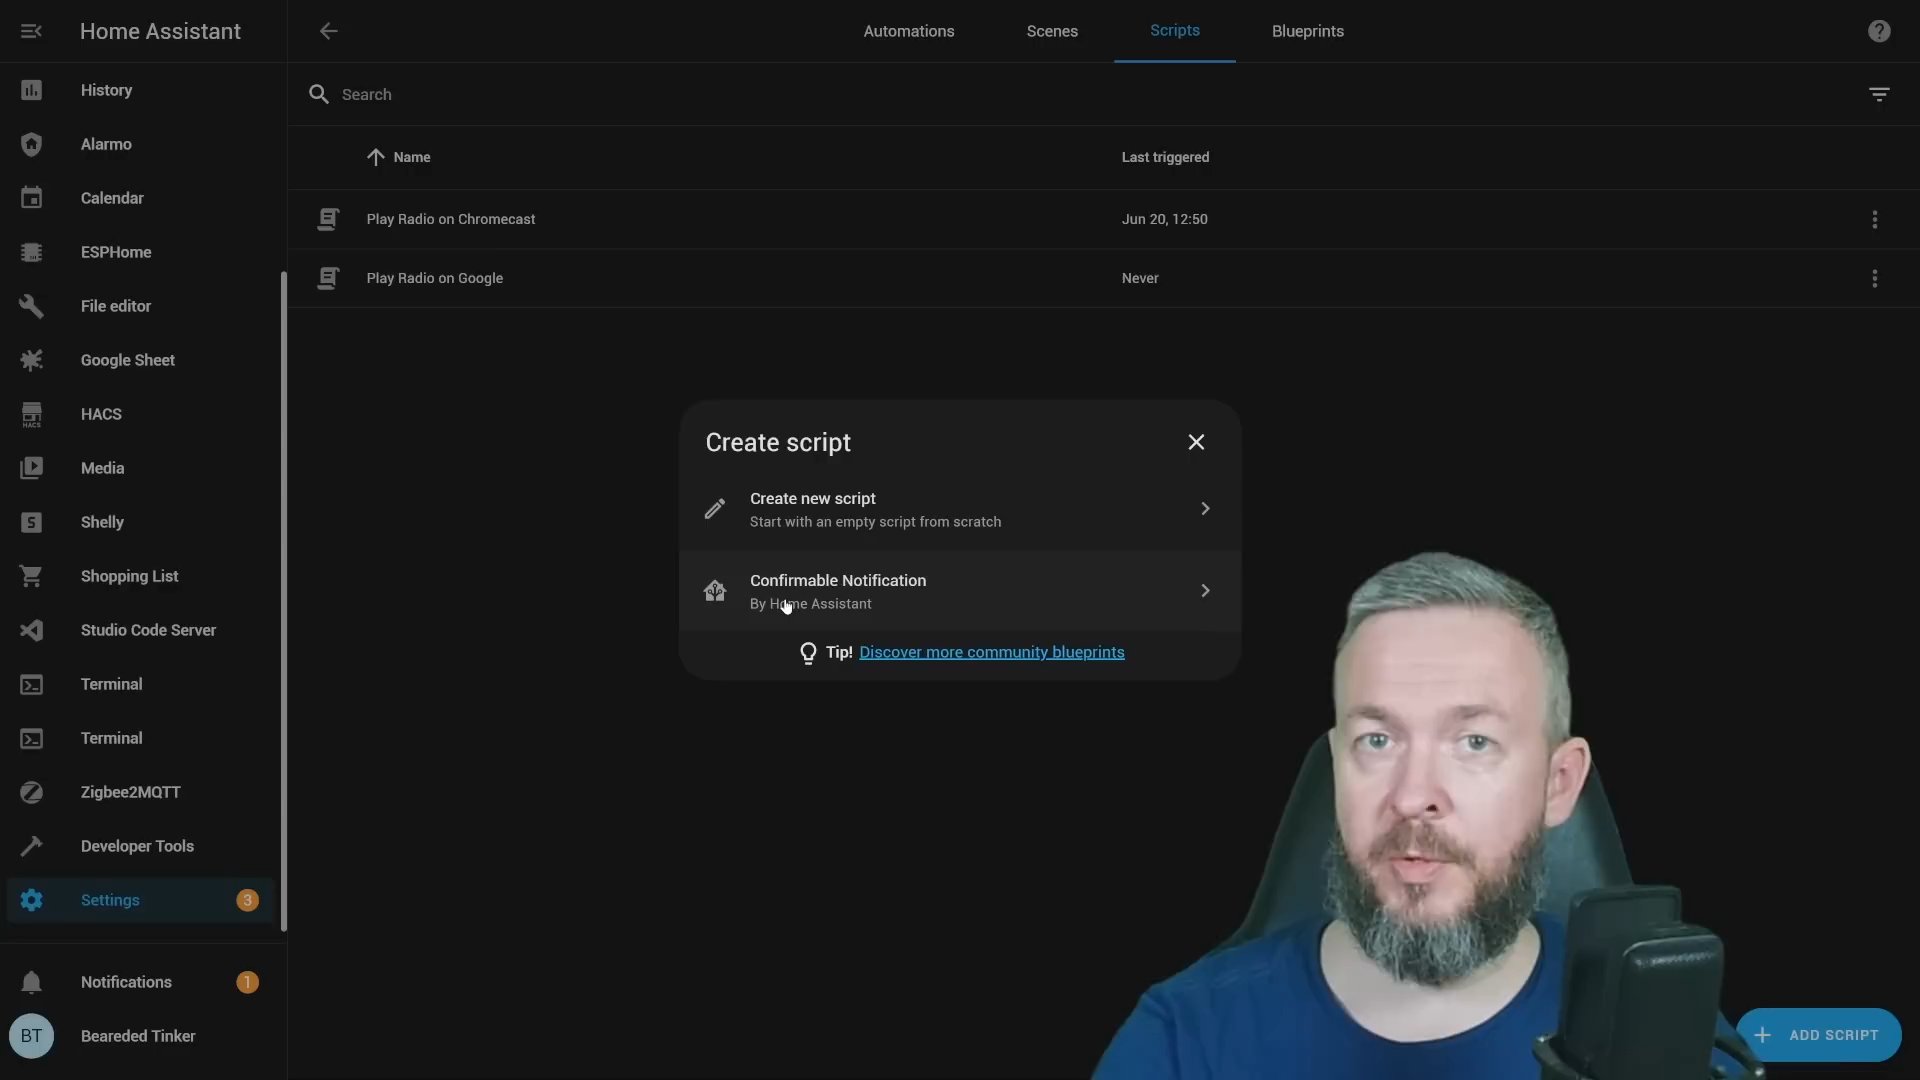 Home Assistant
Automations
Scenes
Scripts
Blueprints
History
Search
Alarmo
Name
Last triggered
Calendar
Play Radio on Chromecast
Jun 20, 12:50
ESPHome
Play Radio on Google
Never
File editor
Google Sheet
HACS
HACS
Media
Create script
Create new script
Start with an empty script from scratch
S
Shelly
Shopping List
Confirmable Notification
By Home Assistant
Studio Code Server
Tip! Discover more community blueprints
Terminal
Terminal
Zigbee2MQTT
Developer Tools
Settings
3
Notifications
1
BT
Beareded Tinker
ADD SCRIPT